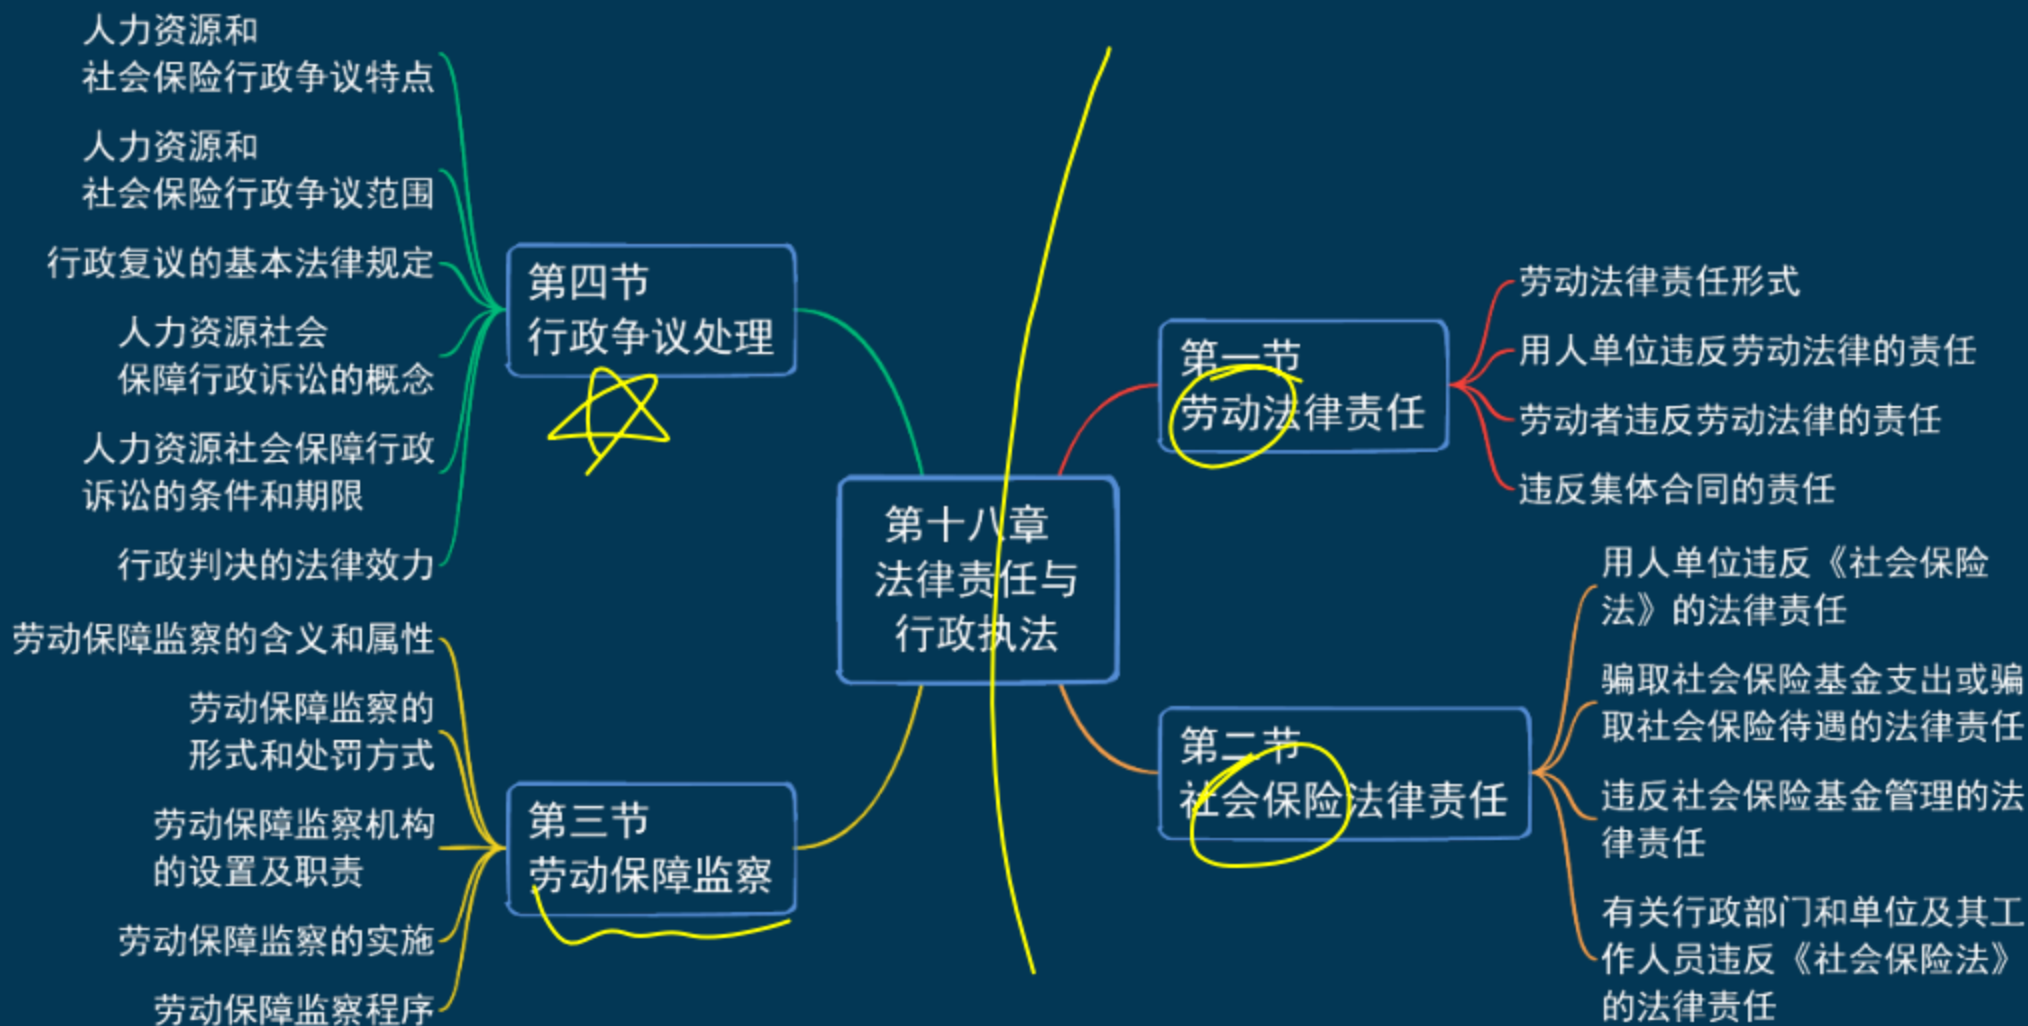 人力资源和
社会保险行政争议特点
人力资源和
社会保险行政争议范围
行政复议的基本法律规定
人力资源社会
保障行政诉讼的概念
人力资源社会保障行政
诉讼的条件和期限
行政判决的法律效力
第四节
行政争议处理
劳动保障监察的含义和属性
劳动保障监察的
形式和处罚方式
劳动保障监察机构
的设置及职责
劳动保障监察的实施
劳动保障监察程序
第三节
劳动保障监察
第十八章
法律责任与
行政执法
第一节
劳动法律责任
劳动法律责任形式
用人单位违反劳动法律的责任
劳动者违反劳动法律的责任
违反集体合同的责任
第二节
社会保险法律责任
用人单位违反《社会保险
法》的法律责任
骗取社会保险基金支出或骗
取社会保险待遇的法律责任
违反社会保险基金管理的法
律责任
有关行政部门和单位及其工
作人员违反《社会保险法》
的法律责任